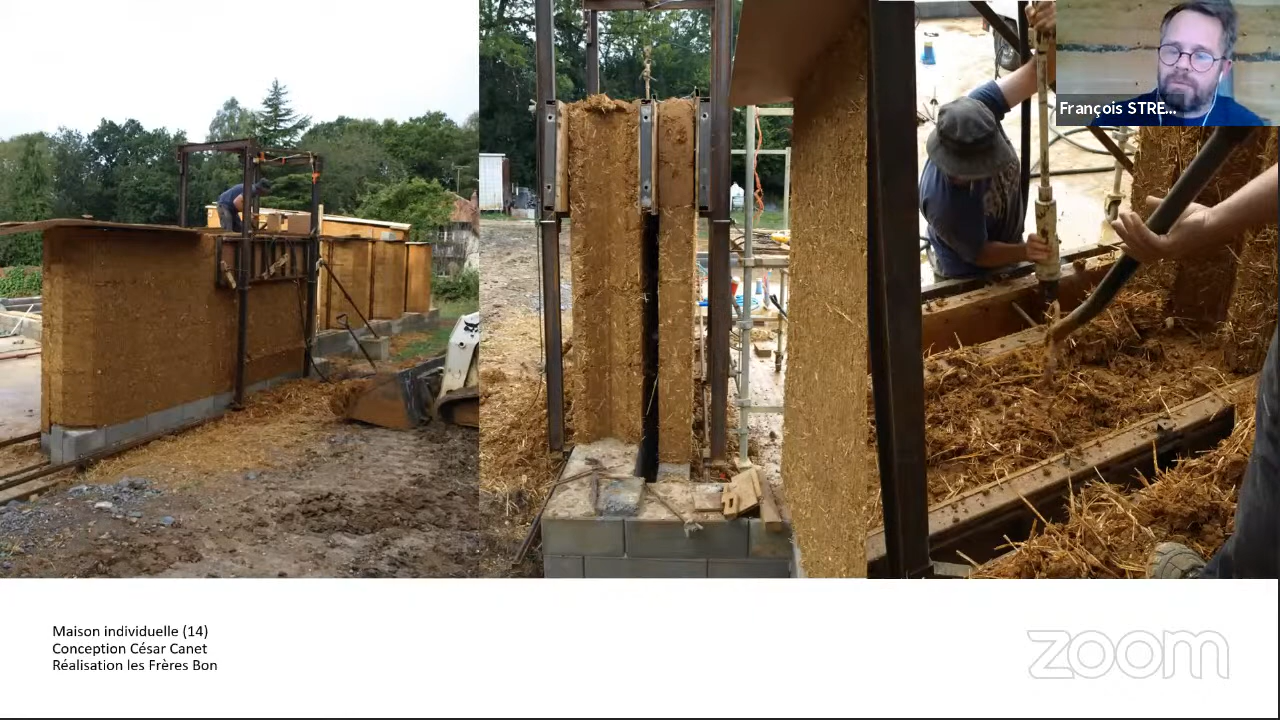 François STRE...
Maison individuelle (14)
Conception César Canet
Réalisation les Frères Bon
zoom